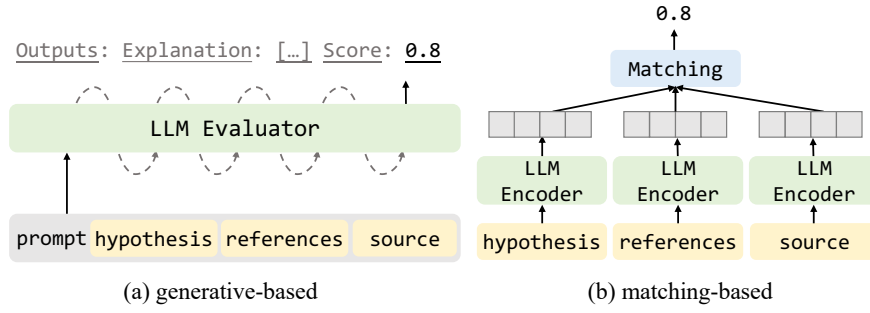 Outputs: Explanation: […] Score: 0.8
LLM Evaluator
prompt hypothesis references source
(a) generative-based
0.8
Matching
LLM Encoder
LLM Encoder
LLM Encoder
hypothesis
references
source
(b) matching-based